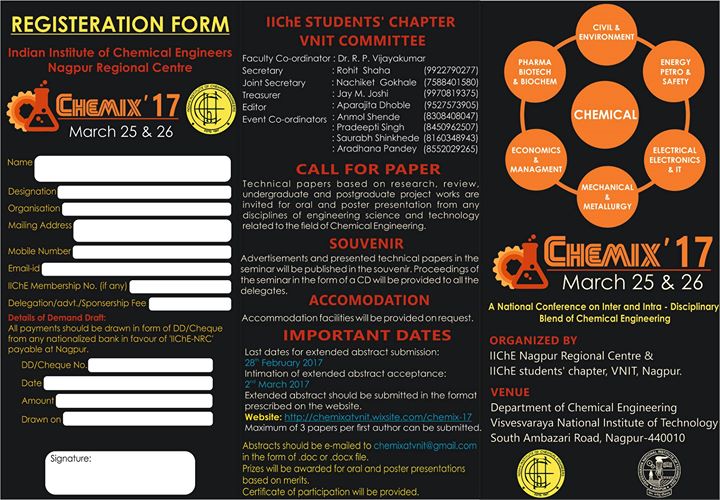 REGISTERATION FORM
Indian Institute of Chemical Engineers
Nagpur Regional Centre
CHEMIX'17
March 25 & 26
Name
Designation
Organisation
Mailing Address
Mobile Number
Email-id
IIChE Membership No. (if any)
Delegation/advt./Sponsership Fee
Details of Demand Draft:
All payments should be drawn in form of DD/Cheque
from any nationalized bank in favour of 'IIChE-NRC'
payable at Nagpur.
DD/Cheque No.
Date
Amount
Drawn on
Signature:
IIChE STUDENTS' CHAPTER
VNIT COMMITTEE
Faculty Co-ordinator : Dr. R. P. Vijayakumar
Secretary : Rohit Shaha (9922790277)
Joint Secretary : Nachiket Gokhale (7588401580)
Treasurer : Jay M. Joshi (9970819375)
Editor : Aparajita Dhoble (9527573905)
Event Co-ordinators : Anmol Shende (8308408047)
: Pradeepti Singh (8450962507)
: Saurabh Shinkhede (8160348943)
: Aradhana Pandey (8552029265)
CALL FOR PAPER
Technical papers based on research, review,
undergraduate and postgraduate project works are
invited for oral and poster presentation from any
disciplines of engineering science and technology
related to the field of Chemical Engineering.
SOUVENIR
Advertisements and presented technical papers in the
seminar will be published in the souvenir. Proceedings of
the seminar in the form of a CD will be provided to all the
delegates.
ACCOMODATION
Accommodation facilities will be provided on request.
IMPORTANT DATES
Last dates for extended abstract submission:
28th February 2017
Intimation of extended abstract acceptance:
2nd March 2017
Extended abstract should be submitted in the format
prescribed on the website.
Website: http://chemixatvnit.wixsite.com/chemix-17
Maximum of 3 papers per first author can be submitted.
Abstracts should be e-mailed to chemixatvnit@gmail.com
in the form of .doc or .docx file.
Prizes will be awarded for oral and poster presentations
based on merits.
Certificate of participation will be provided.
CIVIL &
ENVIRONMENT
PHARMA
BIOTECH
& BIOCHEM
ENERGY
PETRO &
SAFETY
CHEMICAL
ECONOMICS
&
MANAGMENT
ELECTRICAL
ELECTRONICS
& IT
MECHANICAL
&
METALLURGY
CHEMIX'17
March 25 & 26
A National Conference on Inter and Intra - Disciplinary
Blend of Chemical Engineering
ORGANIZED BY
IIChE Nagpur Regional Centre &
IIChE students' chapter, VNIT, Nagpur.
VENUE
Department of Chemical Engineering
Visvesvaraya National Institute of Technology
South Ambazari Road, Nagpur-440010